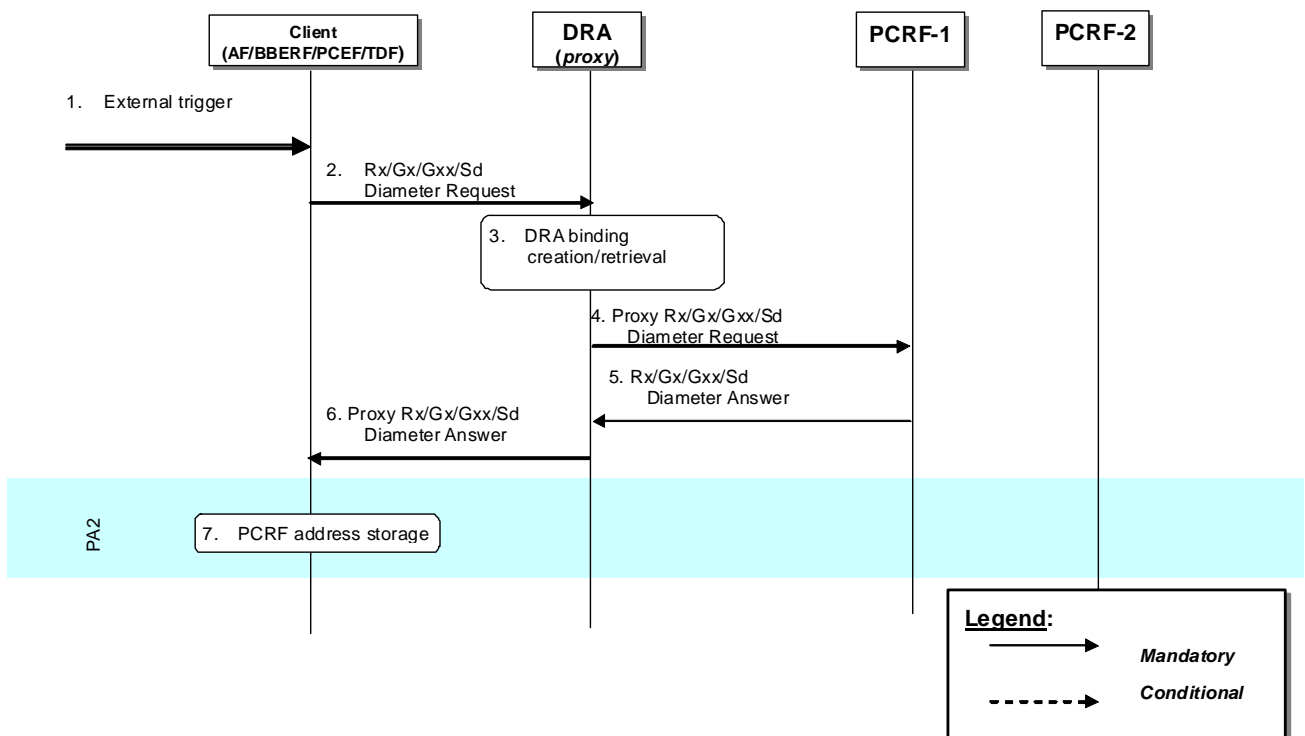 Client
(AF/BBERF/PCEF/TDF)
DRA
(proxy)
PCRF-1
PCRF-2
1. External trigger
2. Rx/Gx/Gxx/Sd
Diameter Request
3. DRA binding
creation/retrieval
4. Proxy Rx/Gx/Gxx/Sd
Diameter Request
5. Rx/Gx/Gxx/Sd
Diameter Answer
6. Proxy Rx/Gx/Gxx/Sd
Diameter Answer
PA2
7. PCRF address storage
Legend:
Mandatory
Conditional